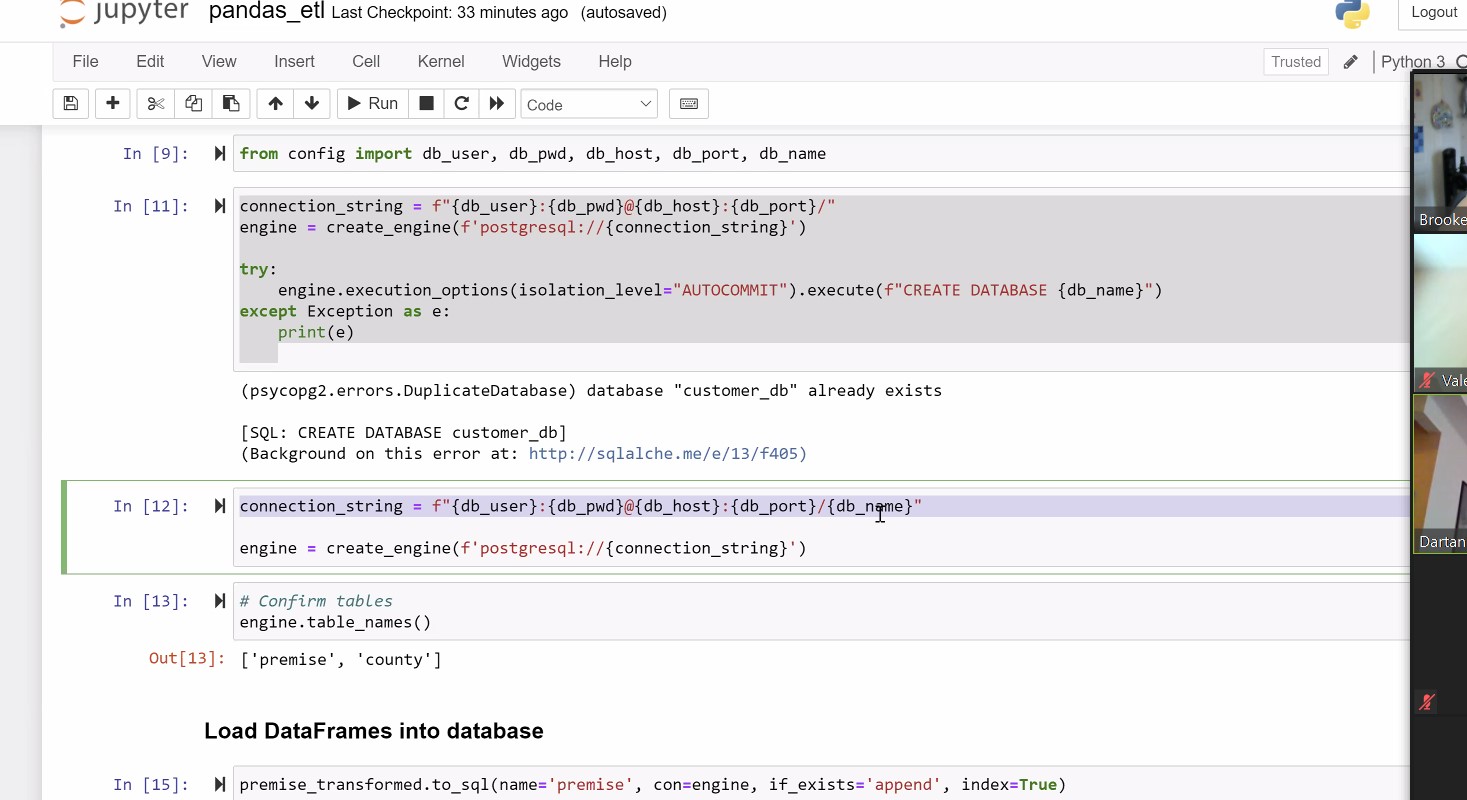 jupyter pandas_etl Last Checkpoint: 33 minutes ago (autosaved) Logout
File Edit View Insert Cell Kernel Widgets Help Trusted Python 3
Run Code
In [9]: from config import db_user, db_pwd, db_host, db_port, db_name
In [11]: connection_string = f"{db_user}:{db_pwd}@{db_host}:{db_port}/"
engine = create_engine(f'postgresql://{connection_string}')
try:
    engine.execution_options(isolation_level="AUTOCOMMIT").execute(f"CREATE DATABASE {db_name}")
except Exception as e:
    print(e)
(psycopg2.errors.DuplicateDatabase) database "customer_db" already exists
[SQL: CREATE DATABASE customer_db]
(Background on this error at: http://sqlalche.me/e/13/f405)
In [12]: connection_string = f"{db_user}:{db_pwd}@{db_host}:{db_port}/{db_name}"
engine = create_engine(f'postgresql://{connection_string}')
In [13]: # Confirm tables
engine.table_names()
Out[13]: ['premise', 'county']
Load DataFrames into database
In [15]: premise_transformed.to_sql(name='premise', con=engine, if_exists='append', index=True)
Brooke
Vale
Dartan